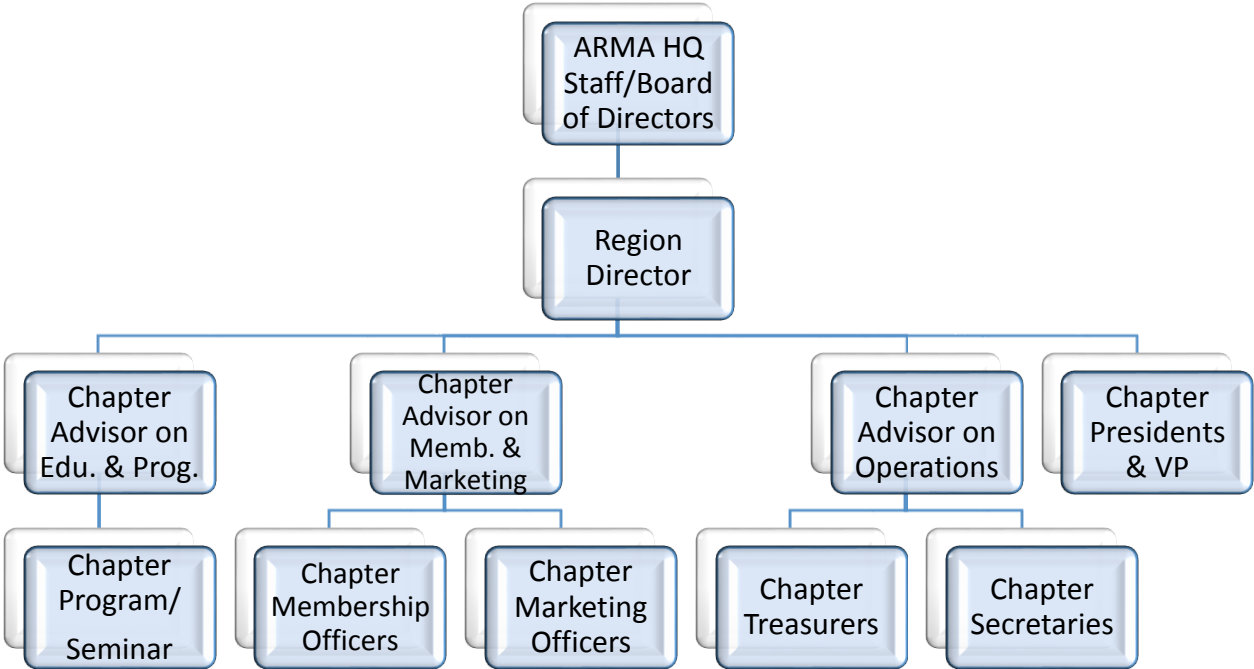 ARMA HQ
Staff/Board
of Directors
Region
Director
Chapter
Advisor on
Edu. & Prog.
Chapter
Advisor on
Memb. &
Marketing
Chapter
Advisor on
Operations
Chapter
Presidents
& VP
Chapter
Program/
Seminar
Chapter
Membership
Officers
Chapter
Marketing
Officers
Chapter
Treasurers
Chapter
Secretaries